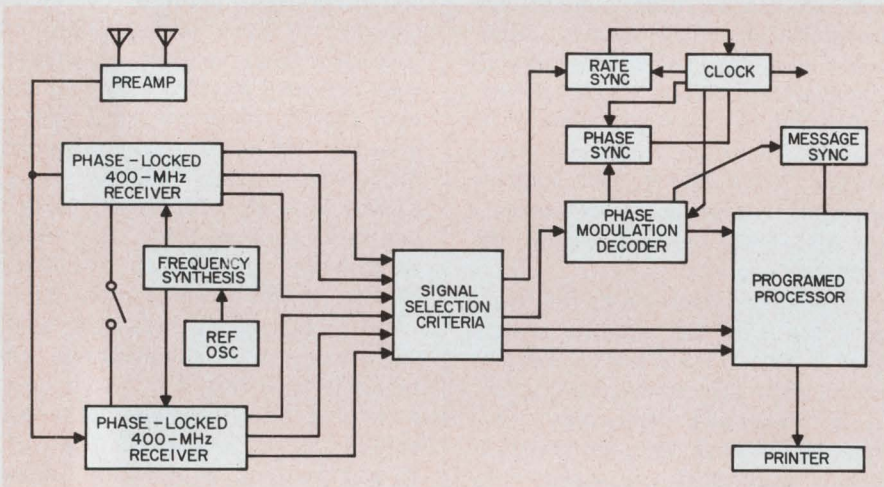 PREAMP
PHASE-LOCKED
400-MHz
RECEIVER
FREQUENCY
SYNTHESIS
REF
OSC
PHASE-LOCKED
400-MHz
RECEIVER
SIGNAL
SELECTION
CRITERIA
RATE
SYNC
CLOCK
PHASE
SYNC
MESSAGE
SYNC
PHASE
MODULATION
DECODER
PROGRAMED
PROCESSOR
PRINTER